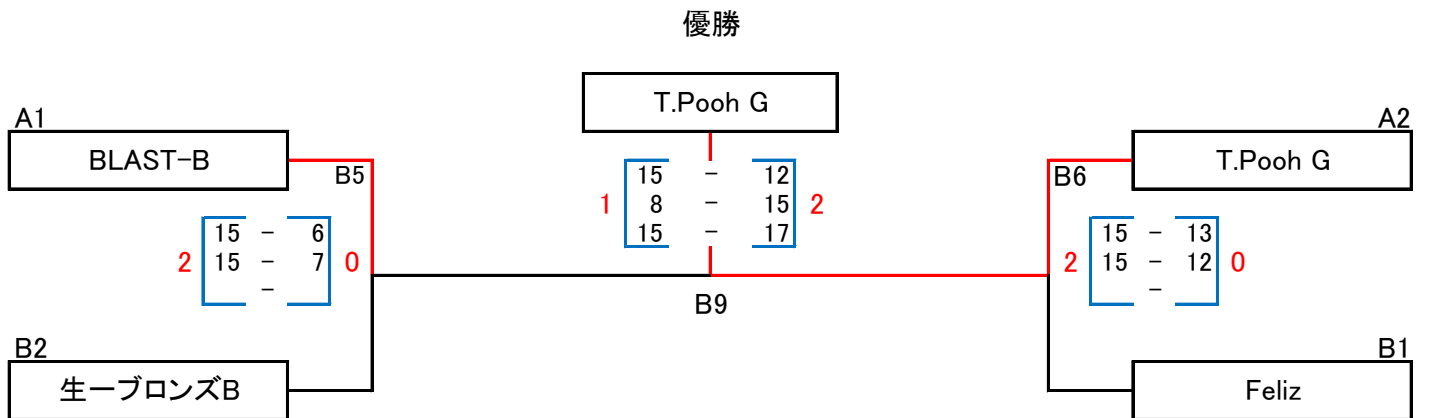 優勝
T.Pooh G
A1
BLAST-B
A2
T.Pooh G
B5
B6
15 - 12
1 8 - 15 2
15 - 17
15 - 6
2 15 - 7 0
-
15 - 13
2 15 - 12 0
-
B9
B2
生一ブロンズB
B1
Feliz